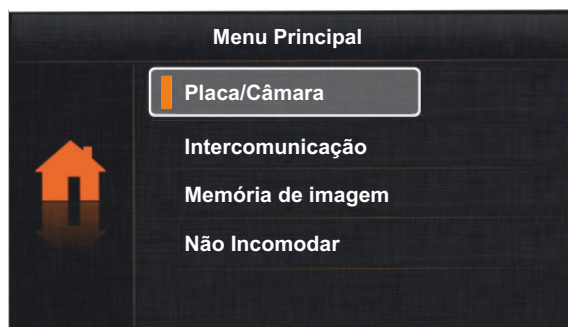 Menu Principal
Placa/Câmara
Intercomunicação
Memória de imagem
Não Incomodar